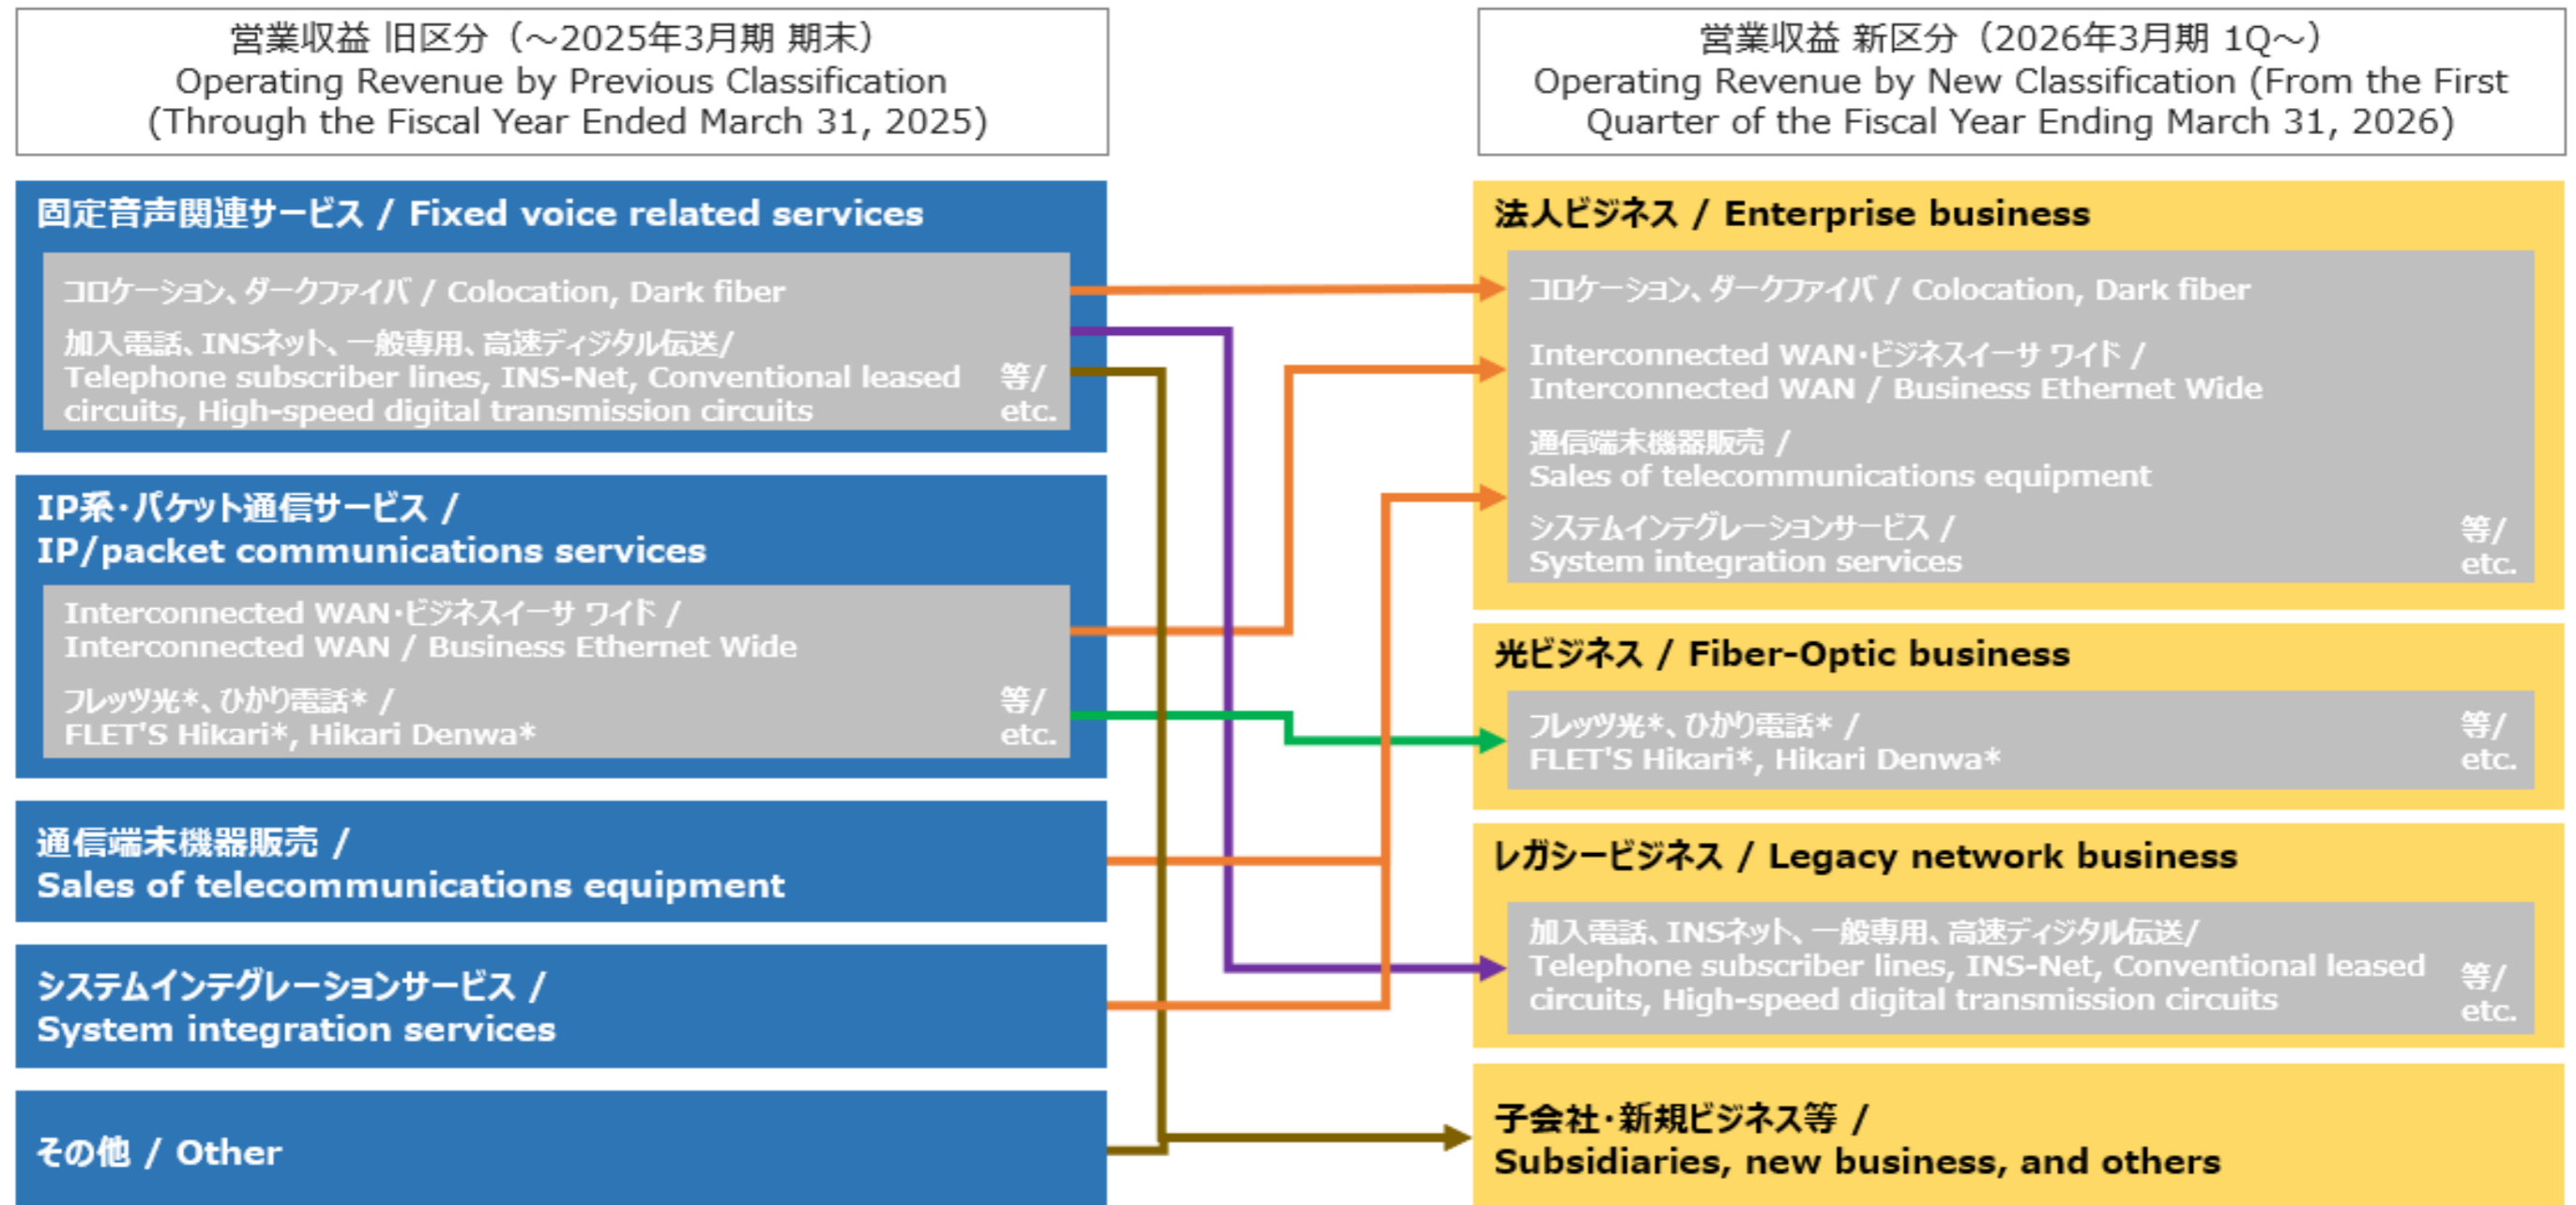 営業収益 旧区分（～2025年3月期 期末）
Operating Revenue by Previous Classification
(Through the Fiscal Year Ended March 31, 2025)
固定音声関連サービス / Fixed voice related services
コロケーション、ダークファイバ / Colocation, Dark fiber
加入電話、INSネット、一般専用、高速ディジタル伝送/
Telephone subscriber lines, INS-Net, Conventional leased
circuits, High-speed digital transmission circuits
等/
etc.
IP系・パケット通信サービス /
IP/packet communications services
Interconnected WAN・ビジネスイーサ ワイド /
Interconnected WAN / Business Ethernet Wide
フレッツ光*、ひかり電話* /
FLET'S Hikari*, Hikari Denwa*
等/
etc.
通信端末機器販売 /
Sales of telecommunications equipment
システムインテグレーションサービス /
System integration services
その他 / Other
営業収益 新区分（2026年3月期 1Q～）
Operating Revenue by New Classification (From the First
Quarter of the Fiscal Year Ending March 31, 2026)
法人ビジネス / Enterprise business
コロケーション、ダークファイバ / Colocation, Dark fiber
Interconnected WAN・ビジネスイーサ ワイド /
Interconnected WAN / Business Ethernet Wide
通信端末機器販売 /
Sales of telecommunications equipment
システムインテグレーションサービス /
System integration services
等/
etc.
光ビジネス / Fiber-Optic business
フレッツ光*、ひかり電話* /
FLET'S Hikari*, Hikari Denwa*
等/
etc.
レガシービジネス / Legacy network business
加入電話、INSネット、一般専用、高速ディジタル伝送/
Telephone subscriber lines, INS-Net, Conventional leased
circuits, High-speed digital transmission circuits
等/
etc.
子会社・新規ビジネス等 /
Subsidiaries, new business, and others